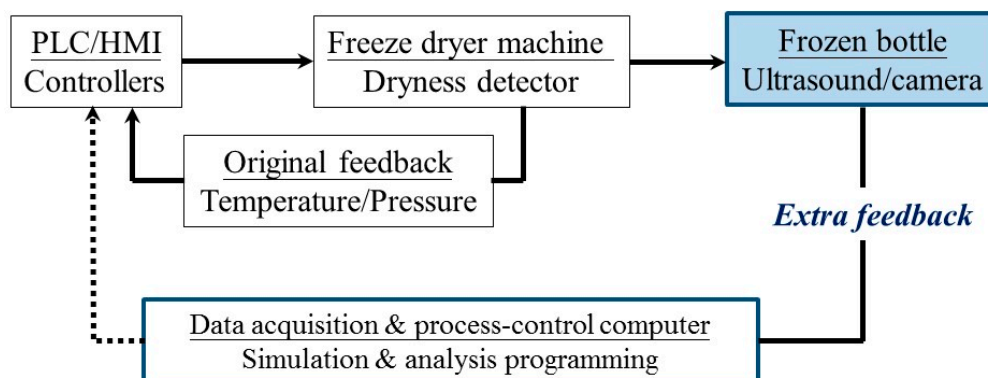 PLC/HMI
Controllers
Freeze dryer machine
Dryness detector
Frozen bottle
Ultrasound/camera
Original feedback
Temperature/Pressure
Extra feedback
Data acquisition & process-control computer
Simulation & analysis programming